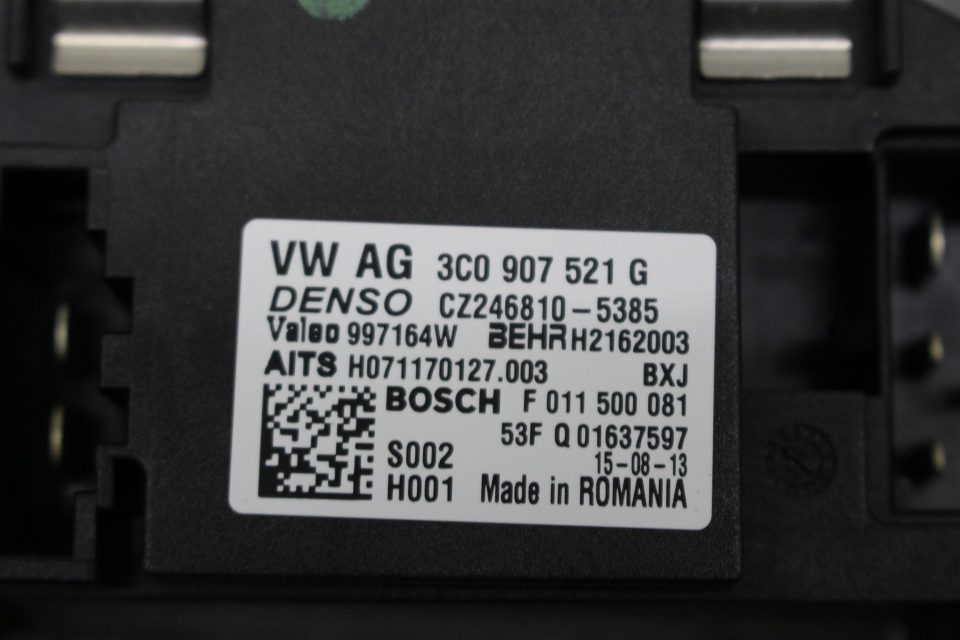 VW AG 3C0 907 521 G
DENSO CZ246810-5385
Valeo 997164W BEHR H2162003
AITS H071170127.003 BXJ
BOSCH F 011 500 081
53F Q 01637597
S002 15-08-13
H001 Made in ROMANIA